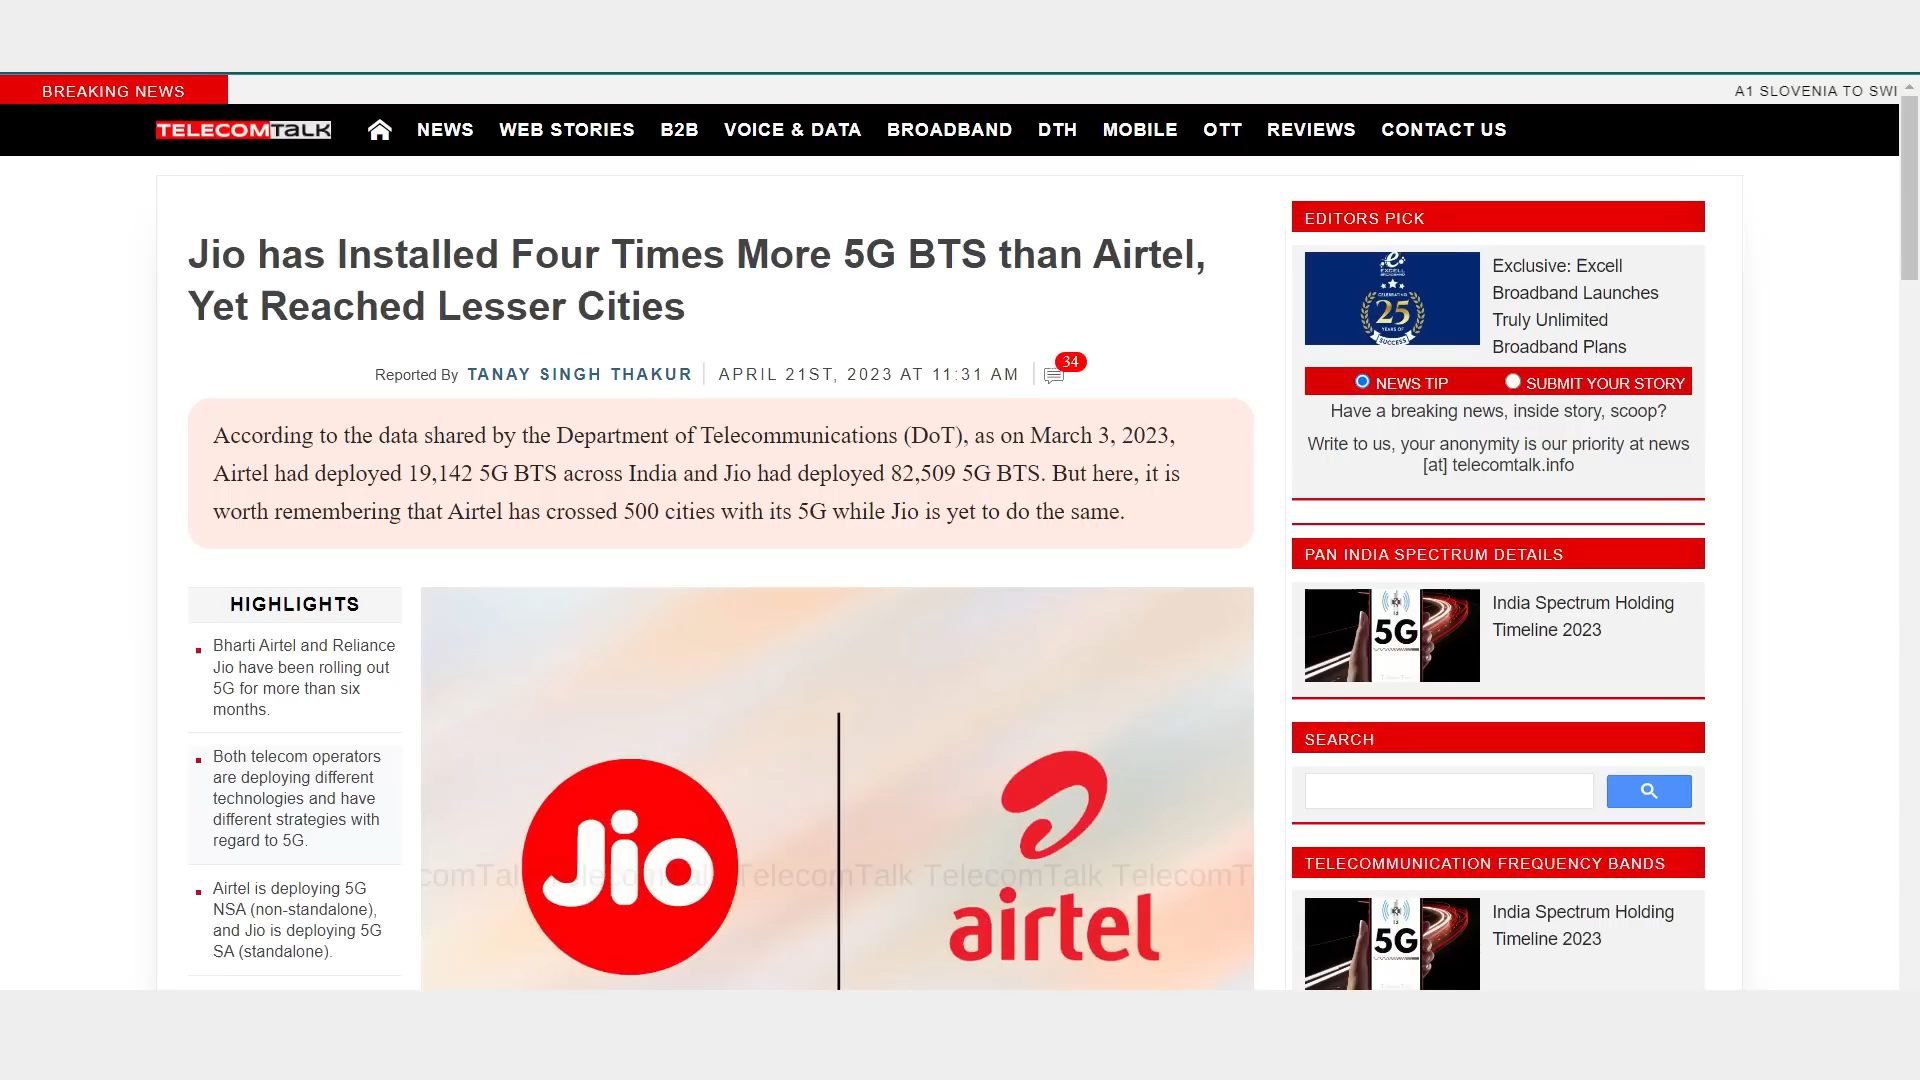 BREAKING NEWS
A1 SLOVENIA TO SWI
TELECOMTALK
NEWS WEB STORIES B2B VOICE & DATA BROADBAND DTH MOBILE OTT REVIEWS CONTACT US
Jio has Installed Four Times More 5G BTS than Airtel,
Yet Reached Lesser Cities
Reported By TANAY SINGH THAKUR APRIL 21ST, 2023 AT 11:31 AM 34
According to the data shared by the Department of Telecommunications (DoT), as on March 3, 2023,
Airtel had deployed 19,142 5G BTS across India and Jio had deployed 82,509 5G BTS. But here, it is
worth remembering that Airtel has crossed 500 cities with its 5G while Jio is yet to do the same.
HIGHLIGHTS
Bharti Airtel and Reliance
Jio have been rolling out
5G for more than six
months.
Both telecom operators
are deploying different
technologies and have
different strategies with
regard to 5G.
Airtel is deploying 5G
NSA (non-standalone),
and Jio is deploying 5G
SA (standalone).
Jio
airtel
TelecomTalk TelecomTalk
EDITORS PICK
EXCELL
CELEBRATING
25
YEARS OF
SUCCESS
Exclusive: Excell
Broadband Launches
Truly Unlimited
Broadband Plans
NEWS TIP SUBMIT YOUR STORY
Have a breaking news, inside story, scoop?
Write to us, your anonymity is our priority at news
[at] telecomtalk.info
PAN INDIA SPECTRUM DETAILS
5G
India Spectrum Holding
Timeline 2023
SEARCH
TELECOMMUNICATION FREQUENCY BANDS
5G
India Spectrum Holding
Timeline 2023